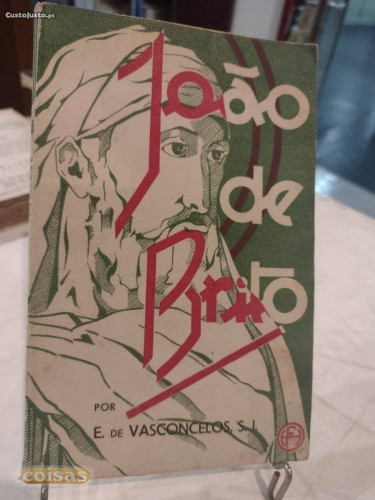 CustoJusto.pt
João
de
Brito
POR
E. DE VASCONCELOS, S. J.
coisas